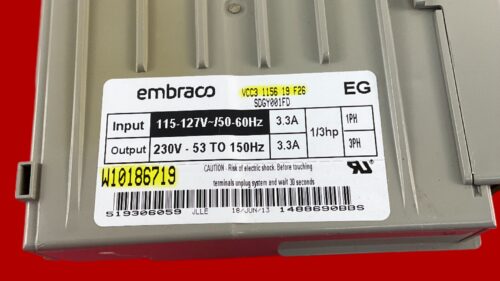 embraco
VCC3 1156 19 F26
SDGY001FD
EG
Input 115-127V~/50-60Hz 3.3A 1/3hp 1PH
Output 230V - 53 TO 150Hz 3.3A 3PH
W10186719
CAUTION - Risk of electric shock. Before touching
terminals unplug system and wait 30 seconds
519306059 JLLE 18/JUN/13 1488690BBS